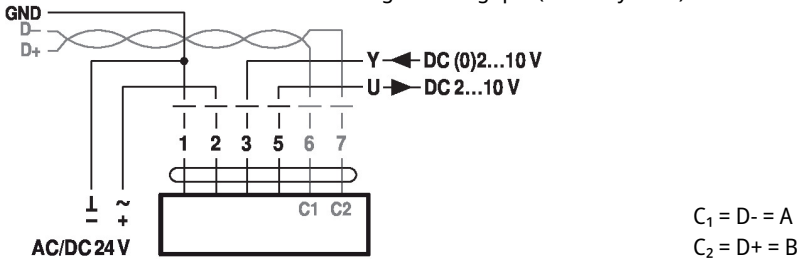 GND
D–
D+
Y DC (0)2...10 V
U DC 2...10 V
1 2 3 5 6 7
C1 C2
⊥ ~
– +
AC/DC 24 V
C₁ = D- = A
C₂ = D+ = B